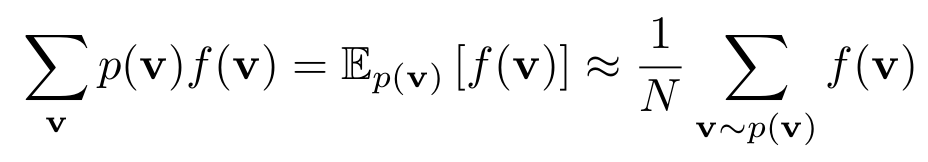 ∑_𝐯 p(𝐯)f(𝐯) = 𝔼_{p(𝐯)} [f(𝐯)] ≈ 1/N ∑_{𝐯∼p(𝐯)} f(𝐯)